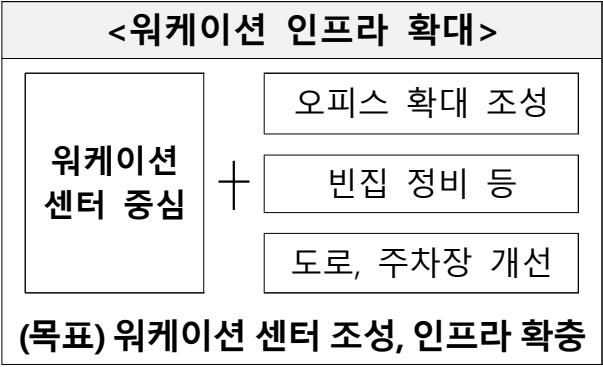 <워케이션 인프라 확대>
워케이션
센터 중심
+
오피스 확대 조성
빈집 정비 등
도로, 주차장 개선
(목표) 워케이션 센터 조성, 인프라 확충